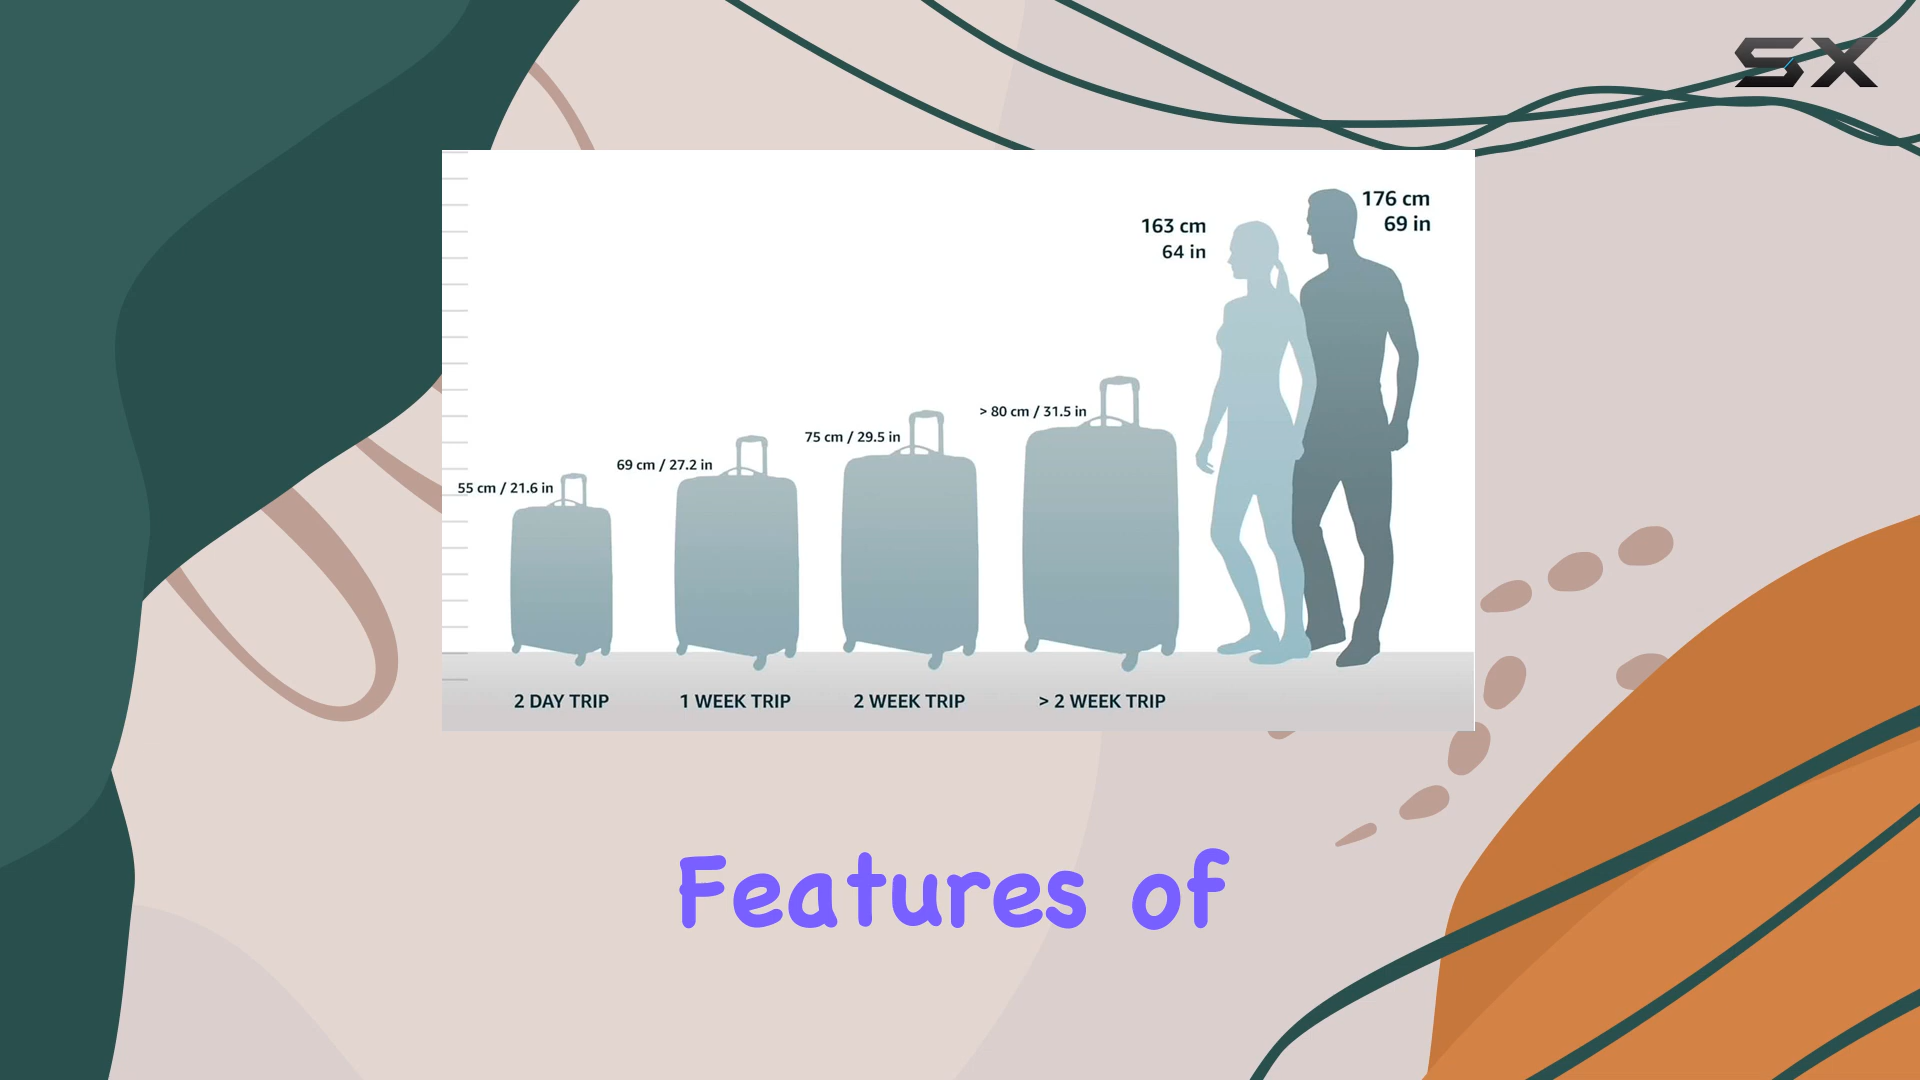 SX
163 cm
64 in
176 cm
69 in
> 80 cm / 31.5 in
75 cm / 29.5 in
69 cm / 27.2 in
55 cm / 21.6 in
2 DAY TRIP
1 WEEK TRIP
2 WEEK TRIP
> 2 WEEK TRIP
Features of